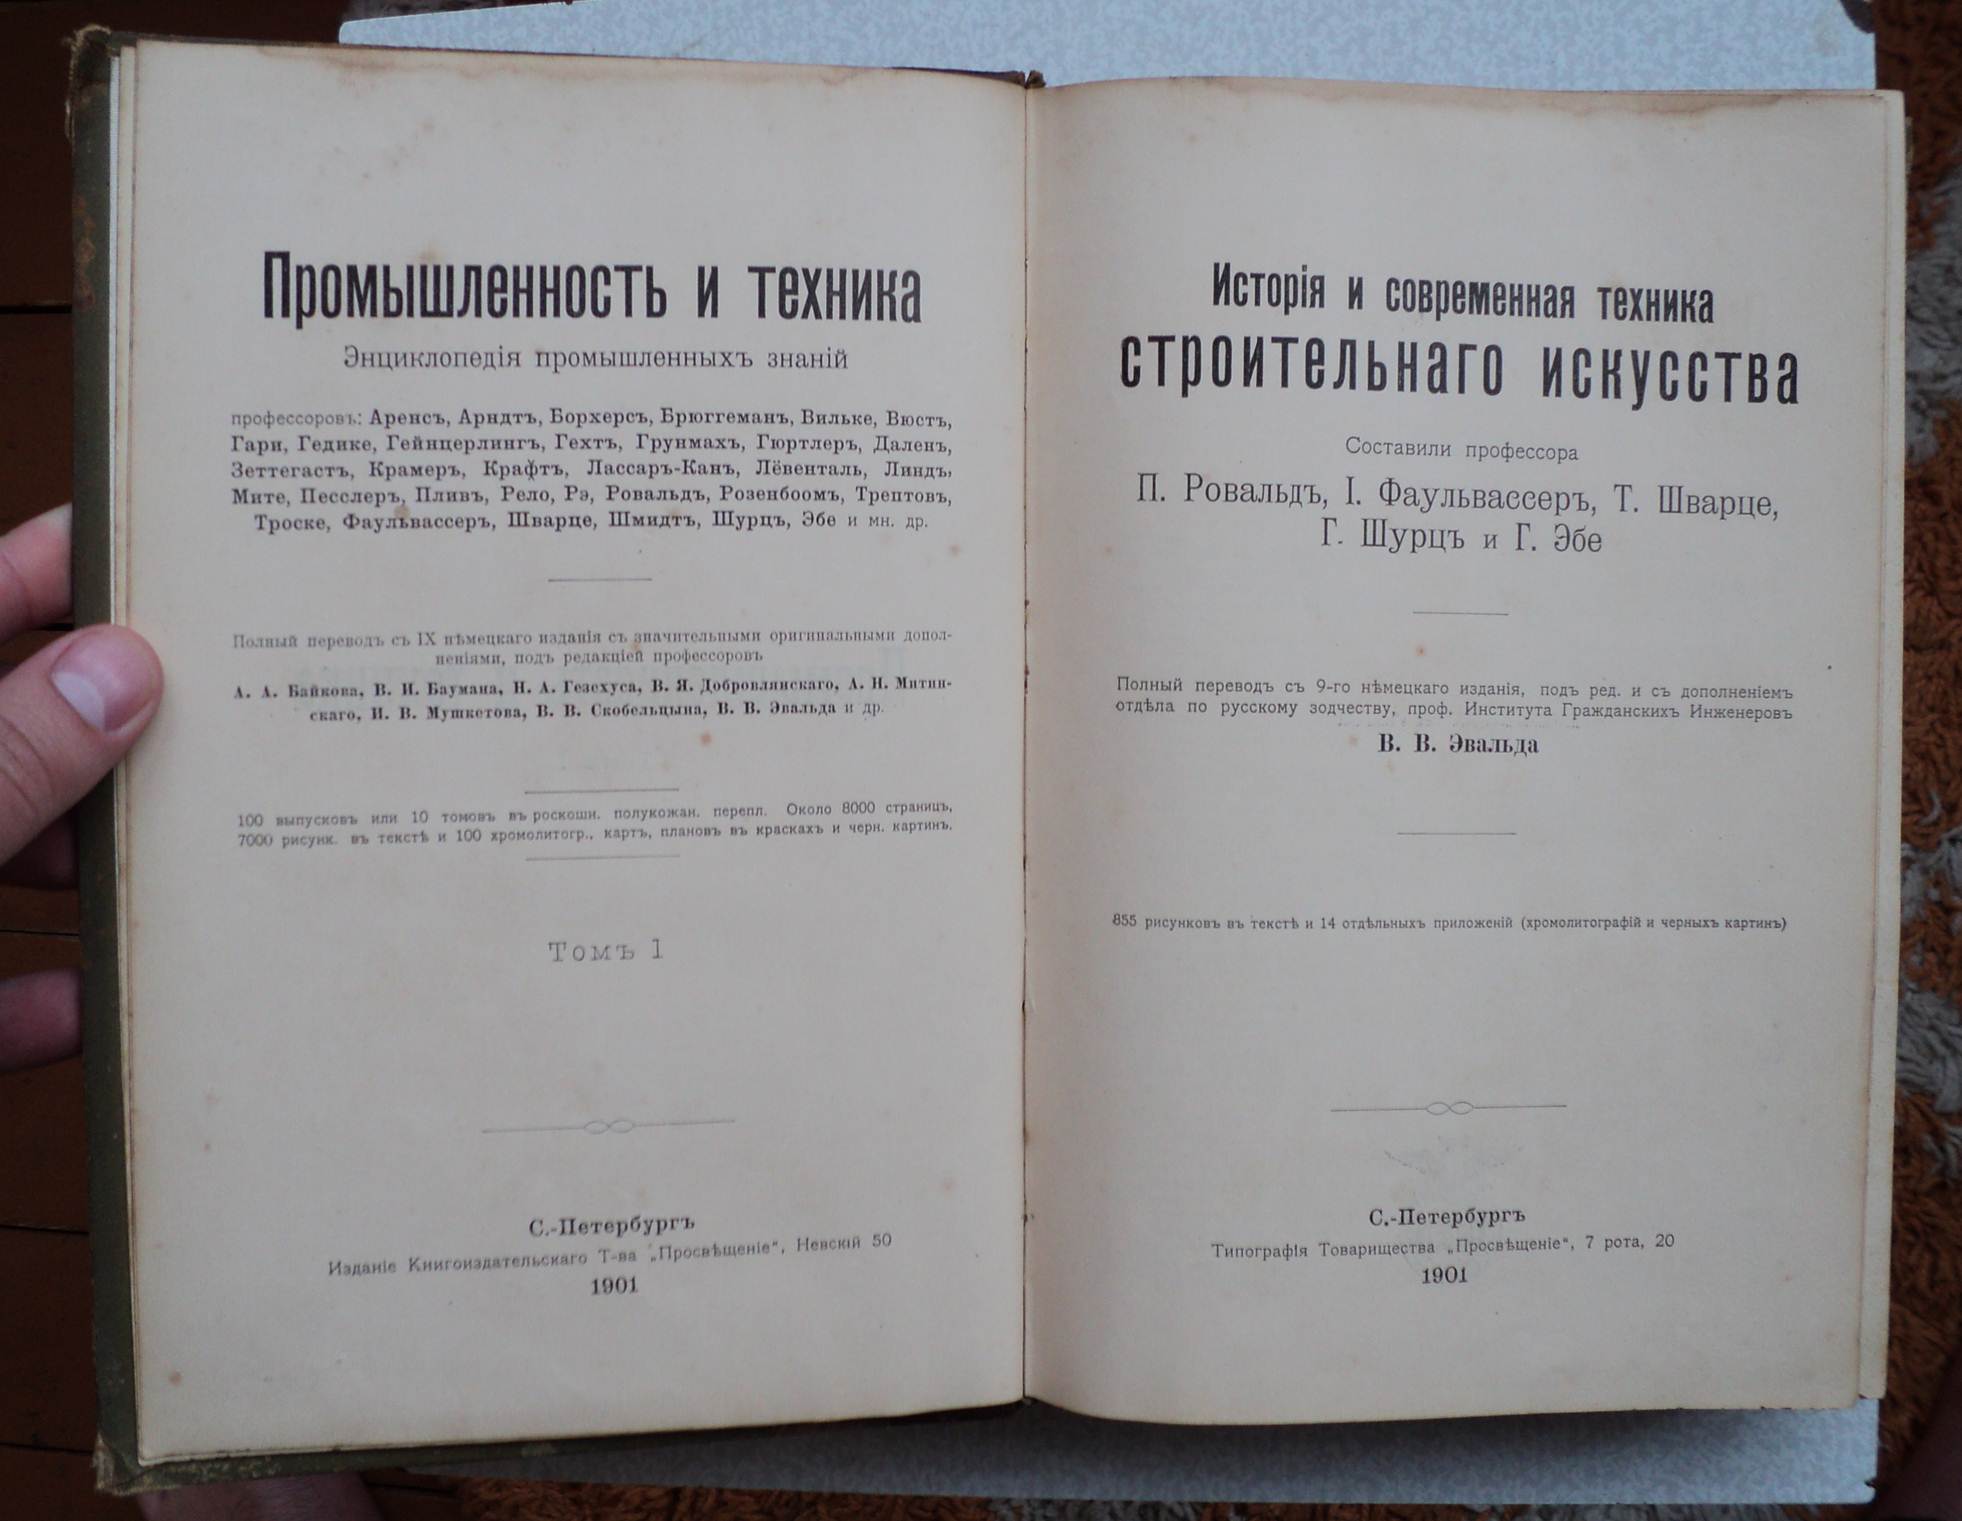 Промышленность и техника
Энциклопедія промышленныхъ знаній
профессоровъ: Аренсъ, Арндтъ, Борхерсъ, Брюггеманъ, Вильке, Вюстъ,
Гари, Гедике, Гейнцерлингъ, Гехтъ, Грунмахъ, Гюртлеръ, Даленъ,
Зеттегастъ, Крамеръ, Крафтъ, Лассаръ-Канъ, Лёвенталь, Линдъ,
Мите, Песслеръ, Пливъ, Рело, Рэ, Ровальдъ, Розенбоомъ, Трептовъ,
Троске, Фаульвассеръ, Шварце, Шмидтъ, Шурцъ, Эбе и мн. др.
Полный переводъ съ IX нѣмецкаго изданія съ значительными оригинальными допол-
неніями, подъ редакціей профессоровъ
А. А. Байкова, В. И. Баумана, Н. А. Гезехуса, В. Я. Добровлянскаго, А. Н. Митин-
скаго, И. В. Мушкетова, В. В. Скобельцына, В. В. Эвальда и др.
100 выпусковъ или 10 томовъ въ роскошн. полукожан. перепл. Около 8000 страницъ,
7000 рисунк. въ текстѣ и 100 хромолитогр., картъ, плановъ въ краскахъ и черн. картинъ.
Томъ 1
С.-Петербургъ
Изданіе Книгоиздательскаго Т-ва „Просвѣщеніе“, Невскій 50
1901
Исторія и современная техника
строительнаго искусства
Составили профессора
П. Ровальдъ, І. Фаульвассеръ, Т. Шварце,
Г. Шурцъ и Г. Эбе
Полный переводъ съ 9-го нѣмецкаго изданія, подъ ред. и съ дополненіемъ
отдѣла по русскому зодчеству, проф. Института Гражданскихъ Инженеровъ
В. В. Эвальда
855 рисунковъ въ текстѣ и 14 отдѣльныхъ приложеній (хромолитографій и черныхъ картинъ)
С.-Петербургъ
Типографія Товарищества „Просвѣщеніе“, 7 рота, 20
1901